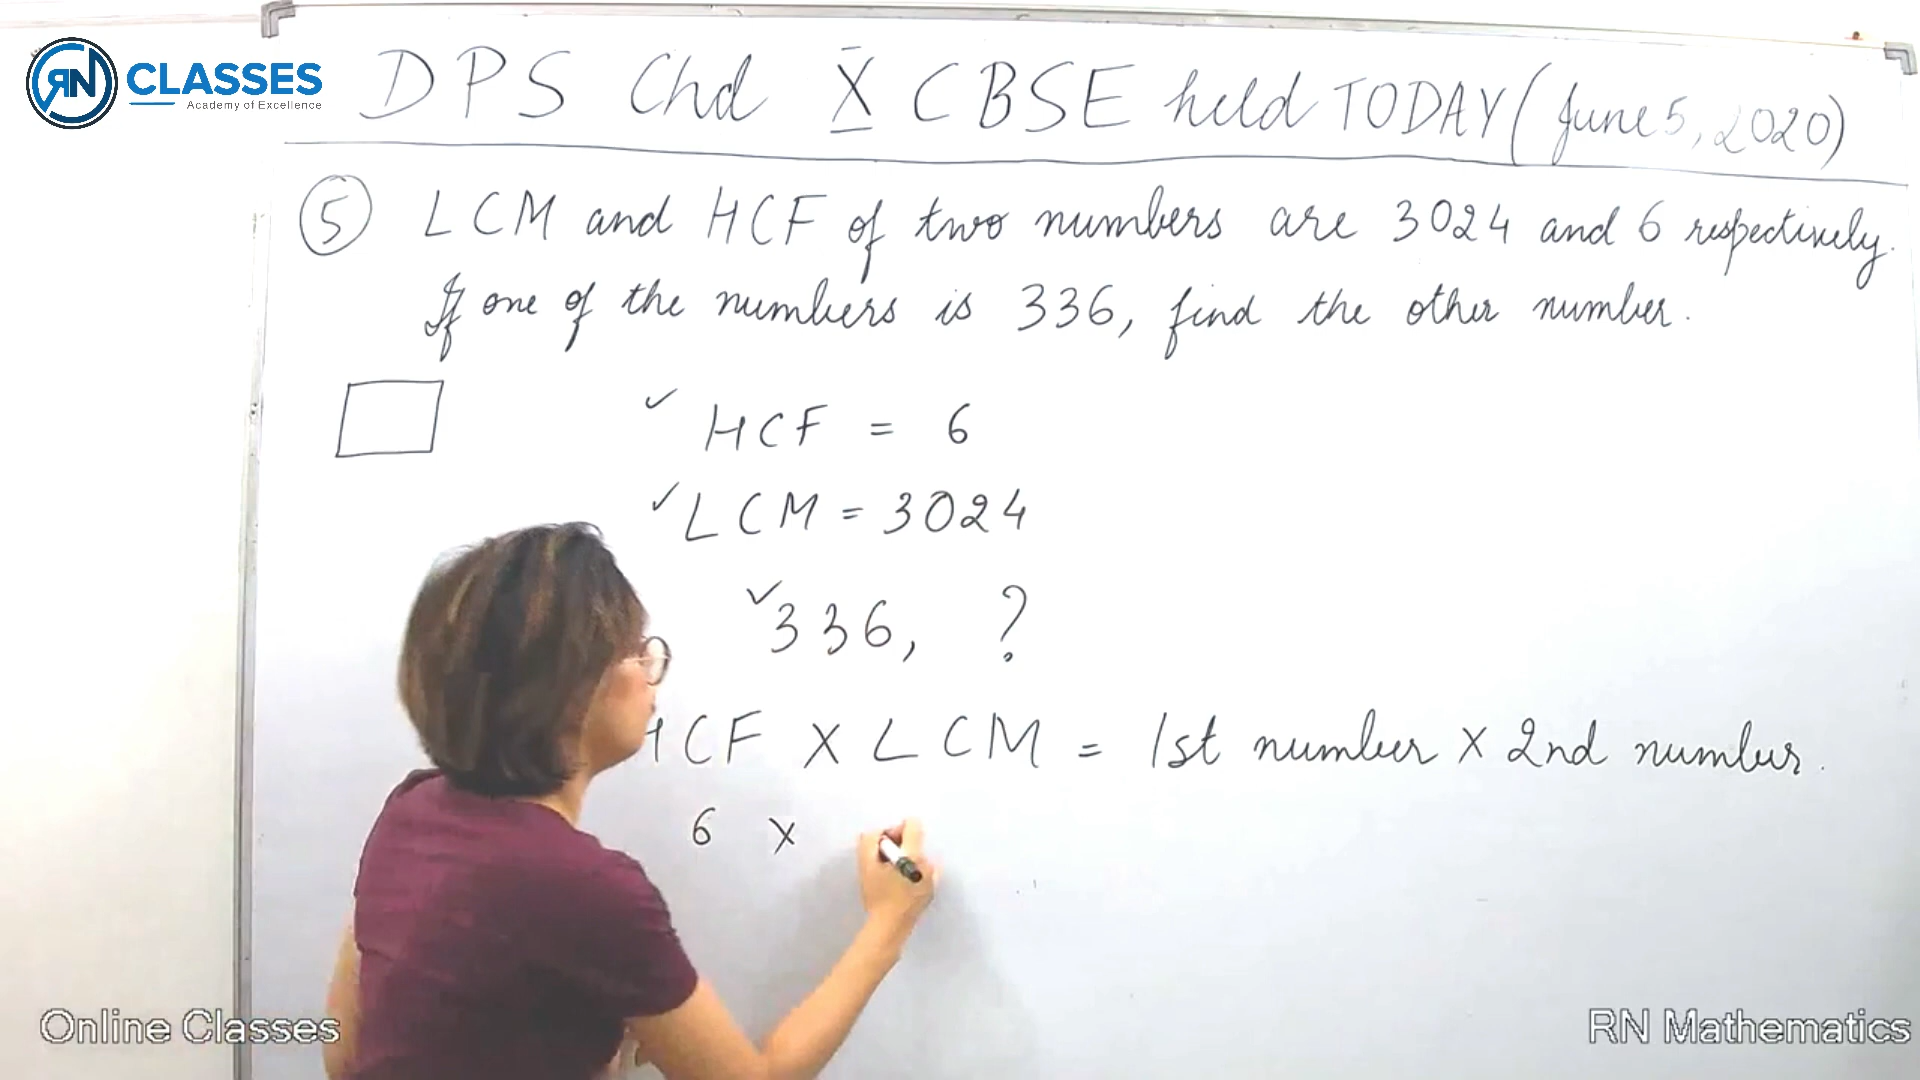 RN CLASSES
Academy of Excellence
DPS Chd X CBSE held TODAY (June 5, 2020)
5 LCM and HCF of two numbers are 3024 and 6 respectively.
If one of the numbers is 336, find the other number.
✓ HCF = 6
✓ LCM = 3024
✓ 336, ?
HCF X LCM = 1st number X 2nd number.
6 X
Online Classes
RN Mathematics